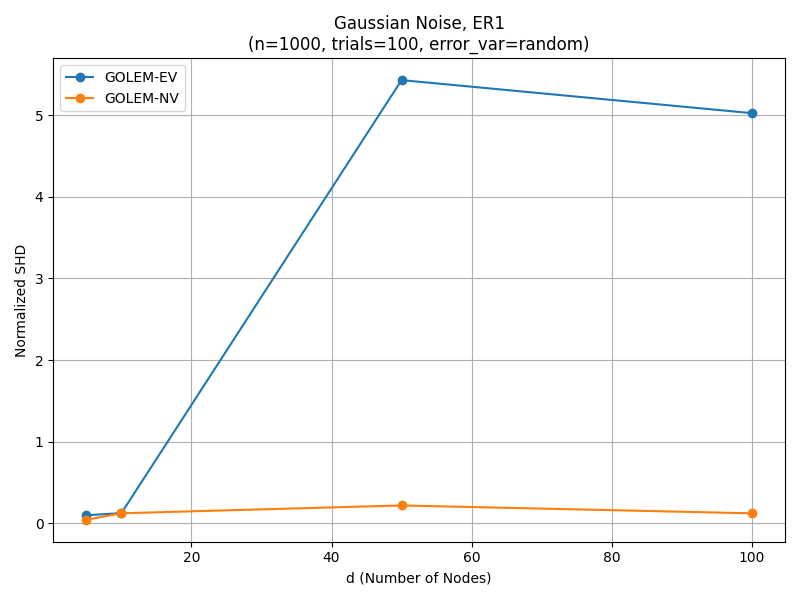 Gaussian Noise, ER1
(n=1000, trials=100, error_var=random)
GOLEM-EV
GOLEM-NV
Normalized SHD
5
4
3
2
1
0
20 40 60 80 100
d (Number of Nodes)